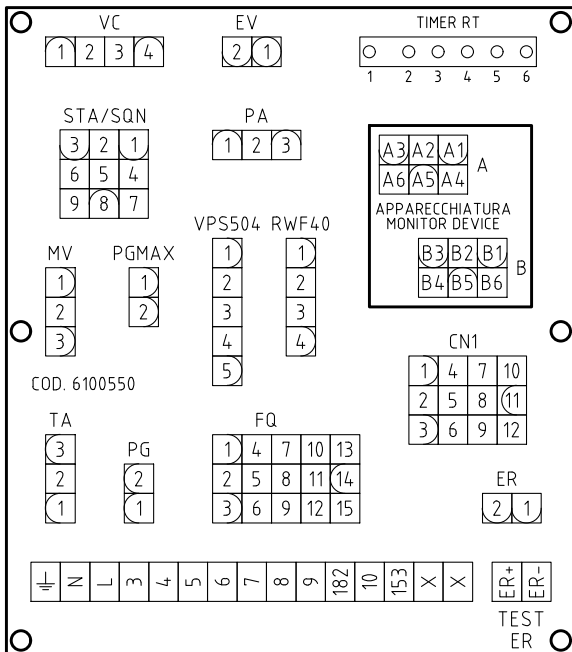 VC EV TIMER RT
1 2 3 4 2 1
1 2 3 4 5 6
STA/SQN PA
3 2 1
6 5 4
9 8 7
1 2 3
A3 A2 A1
A6 A5 A4
A
APPARECCHIATURA
MONITOR DEVICE
B3 B2 B1
B4 B5 B6
B
VPS504 RWF40
1 1
2 2
3 3
4 4
5
MV PGMAX
1 1
2 2
3
CN1
1 4 7 10
2 5 8 11
3 6 9 12
COD. 6100550
TA PG FQ
3
2 2
1 1
1 4 7 10 13
2 5 8 11 14
3 6 9 12 15
ER
2 1
N L 3 4 5 6 7 8 9 182 10 153 X X ER+ ER-
TEST
ER